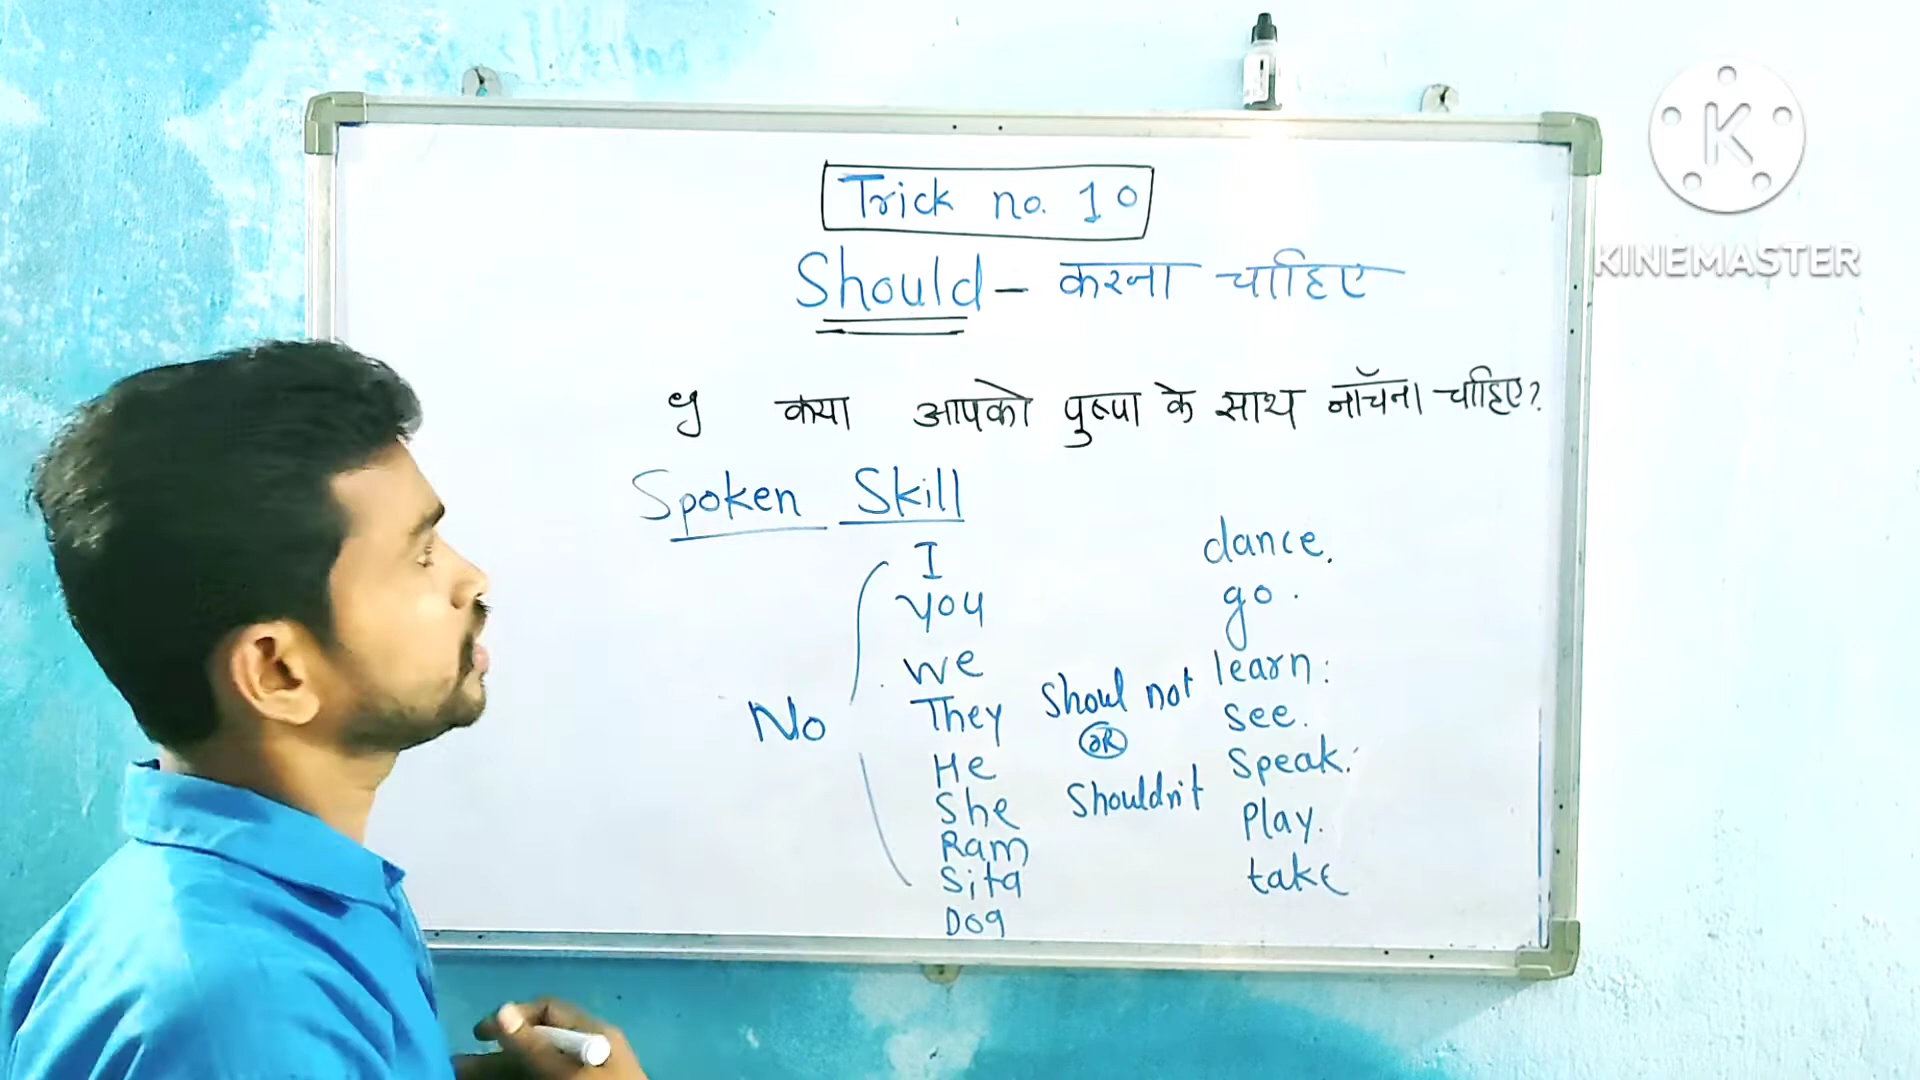 Trick no. 10
Should - करना चाहिए
eg क्या आपको पुष्पा के साथ नॉचना चाहिए?
Spoken Skill
I dance.
you go.
we learn:
No They Shoul not see.
OR
He Speak.
She Shouldn't Play.
Ram
Sita take
Dog
K
KINEMASTER